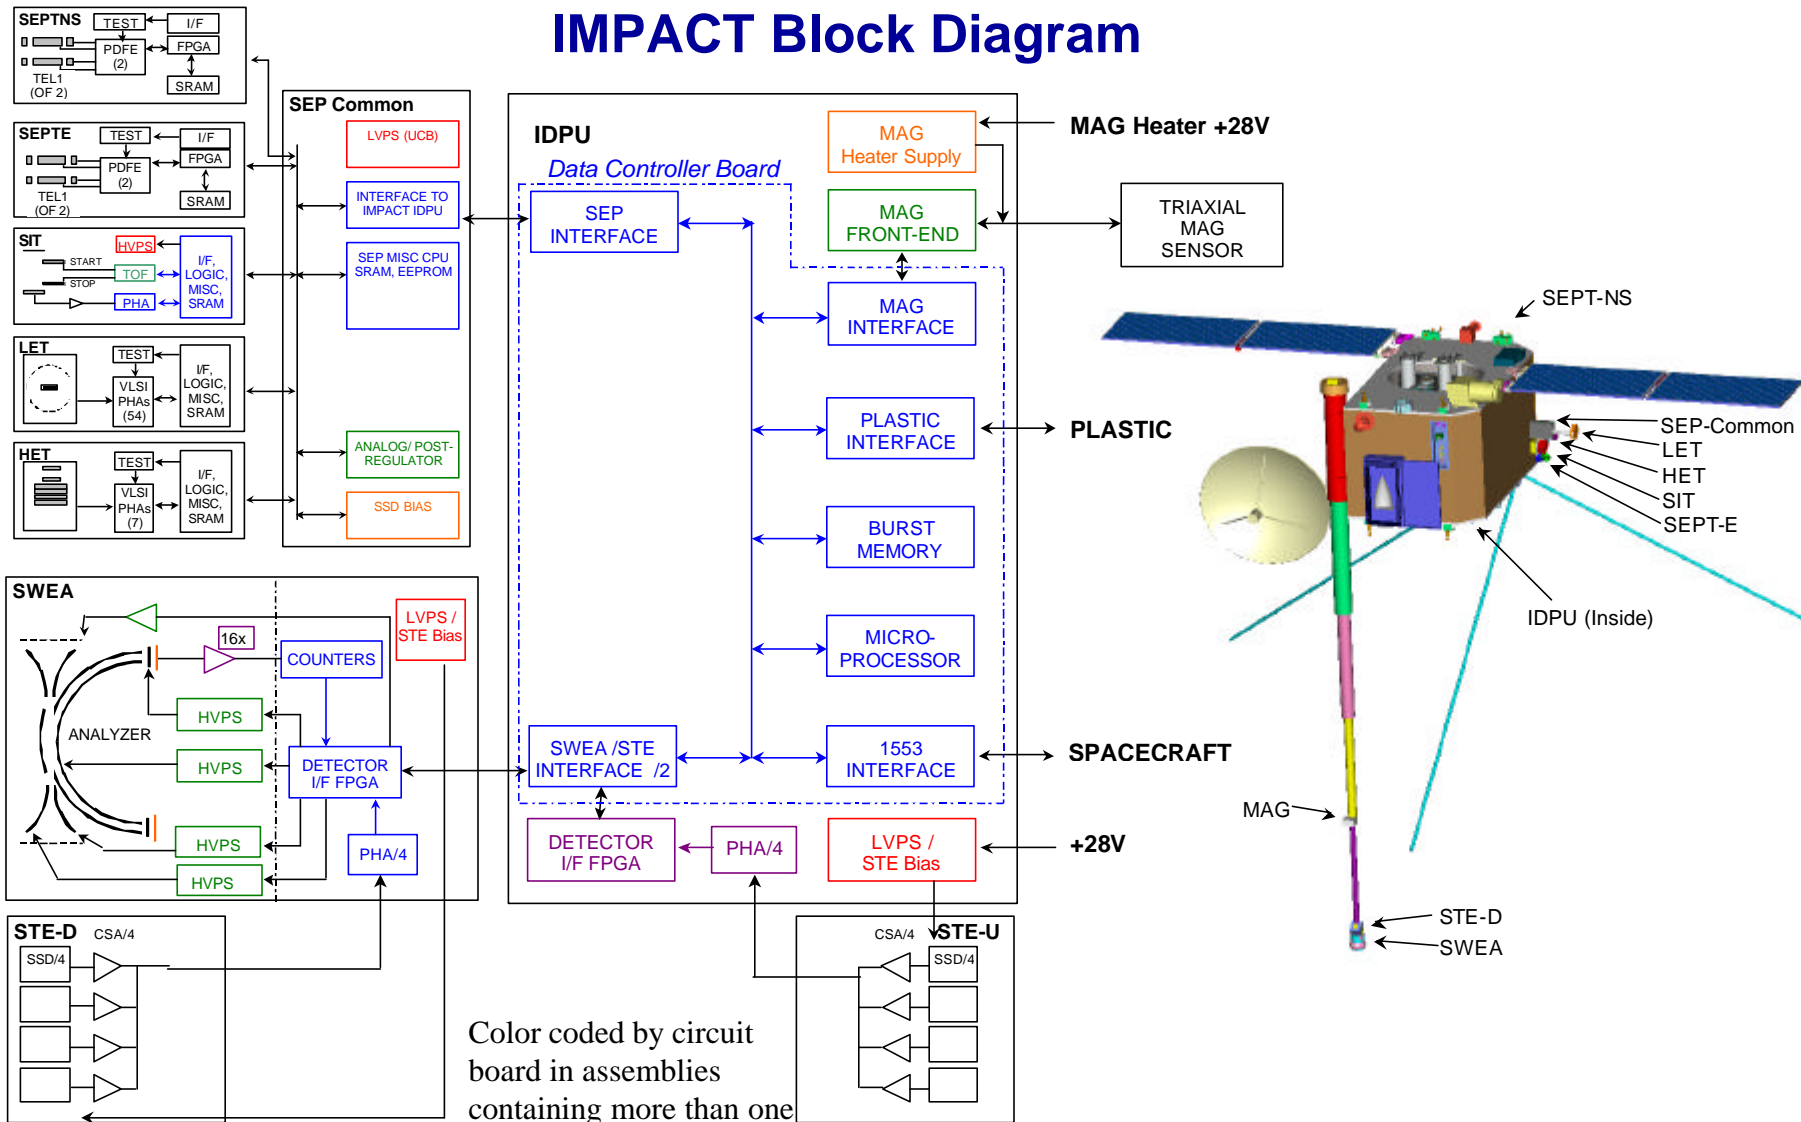 IMPACT Block Diagram
SEPTNS
TEST
I/F
PDFE
(2)
FPGA
SRAM
TEL1
(OF 2)
SEPTE
TEST
I/F
PDFE
(2)
FPGA
SRAM
TEL1
(OF 2)
SIT
HVPS
START
TOF
STOP
PHA
I/F,
LOGIC,
MISC,
SRAM
LET
TEST
VLSI
PHAs
(54)
I/F,
LOGIC,
MISC,
SRAM
HET
TEST
VLSI
PHAs
(7)
I/F,
LOGIC,
MISC,
SRAM
SEP Common
LVPS (UCB)
INTERFACE TO
IMPACT IDPU
SEP MISC CPU
SRAM, EEPROM
ANALOG/ POST-
REGULATOR
SSD BIAS
IDPU
Data Controller Board
MAG
Heater Supply
MAG Heater +28V
SEP
INTERFACE
MAG
FRONT-END
TRIAXIAL
MAG
SENSOR
MAG
INTERFACE
PLASTIC
INTERFACE
PLASTIC
BURST
MEMORY
MICRO-
PROCESSOR
SWEA /STE
INTERFACE /2
1553
INTERFACE
SPACECRAFT
DETECTOR
I/F FPGA
PHA/4
LVPS /
STE Bias
+28V
SWEA
16x
COUNTERS
LVPS /
STE Bias
HVPS
ANALYZER
HVPS
DETECTOR
I/F FPGA
HVPS
HVPS
PHA/4
STE-D
CSA/4
SSD/4
CSA/4
STE-U
SSD/4
Color coded by circuit
board in assemblies
containing more than one
SEPT-NS
SEP-Common
LET
HET
SIT
SEPT-E
IDPU (Inside)
MAG
STE-D
SWEA